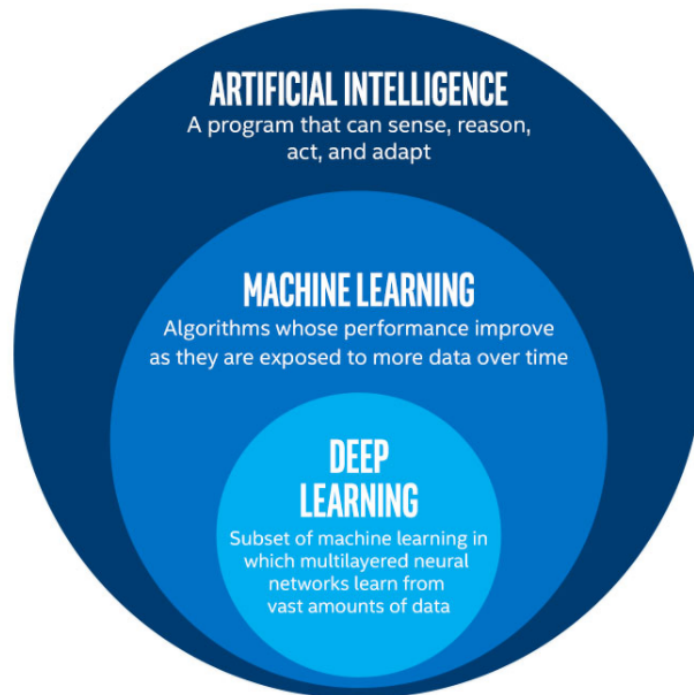 ARTIFICIAL INTELLIGENCE
A program that can sense, reason,
act, and adapt
MACHINE LEARNING
Algorithms whose performance improve
as they are exposed to more data over time
DEEP
LEARNING
Subset of machine learning in
which multilayered neural
networks learn from
vast amounts of data